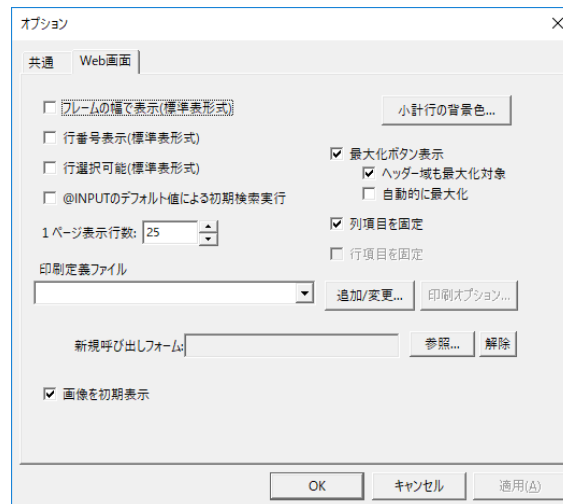 オプション
共通 Web画面
フレームの幅で表示(標準表形式)
小計行の背景色...
行番号表示(標準表形式)
最大化ボタン表示
行選択可能(標準表形式)
ヘッダー域も最大化対象
自動的に最大化
@INPUTのデフォルト値による初期検索実行
1ページ表示行数: 25
列項目を固定
行項目を固定
印刷定義ファイル
追加/変更... 印刷オプション...
新規呼び出しフォーム: 参照... 解除
画像を初期表示
OK キャンセル 適用(A)